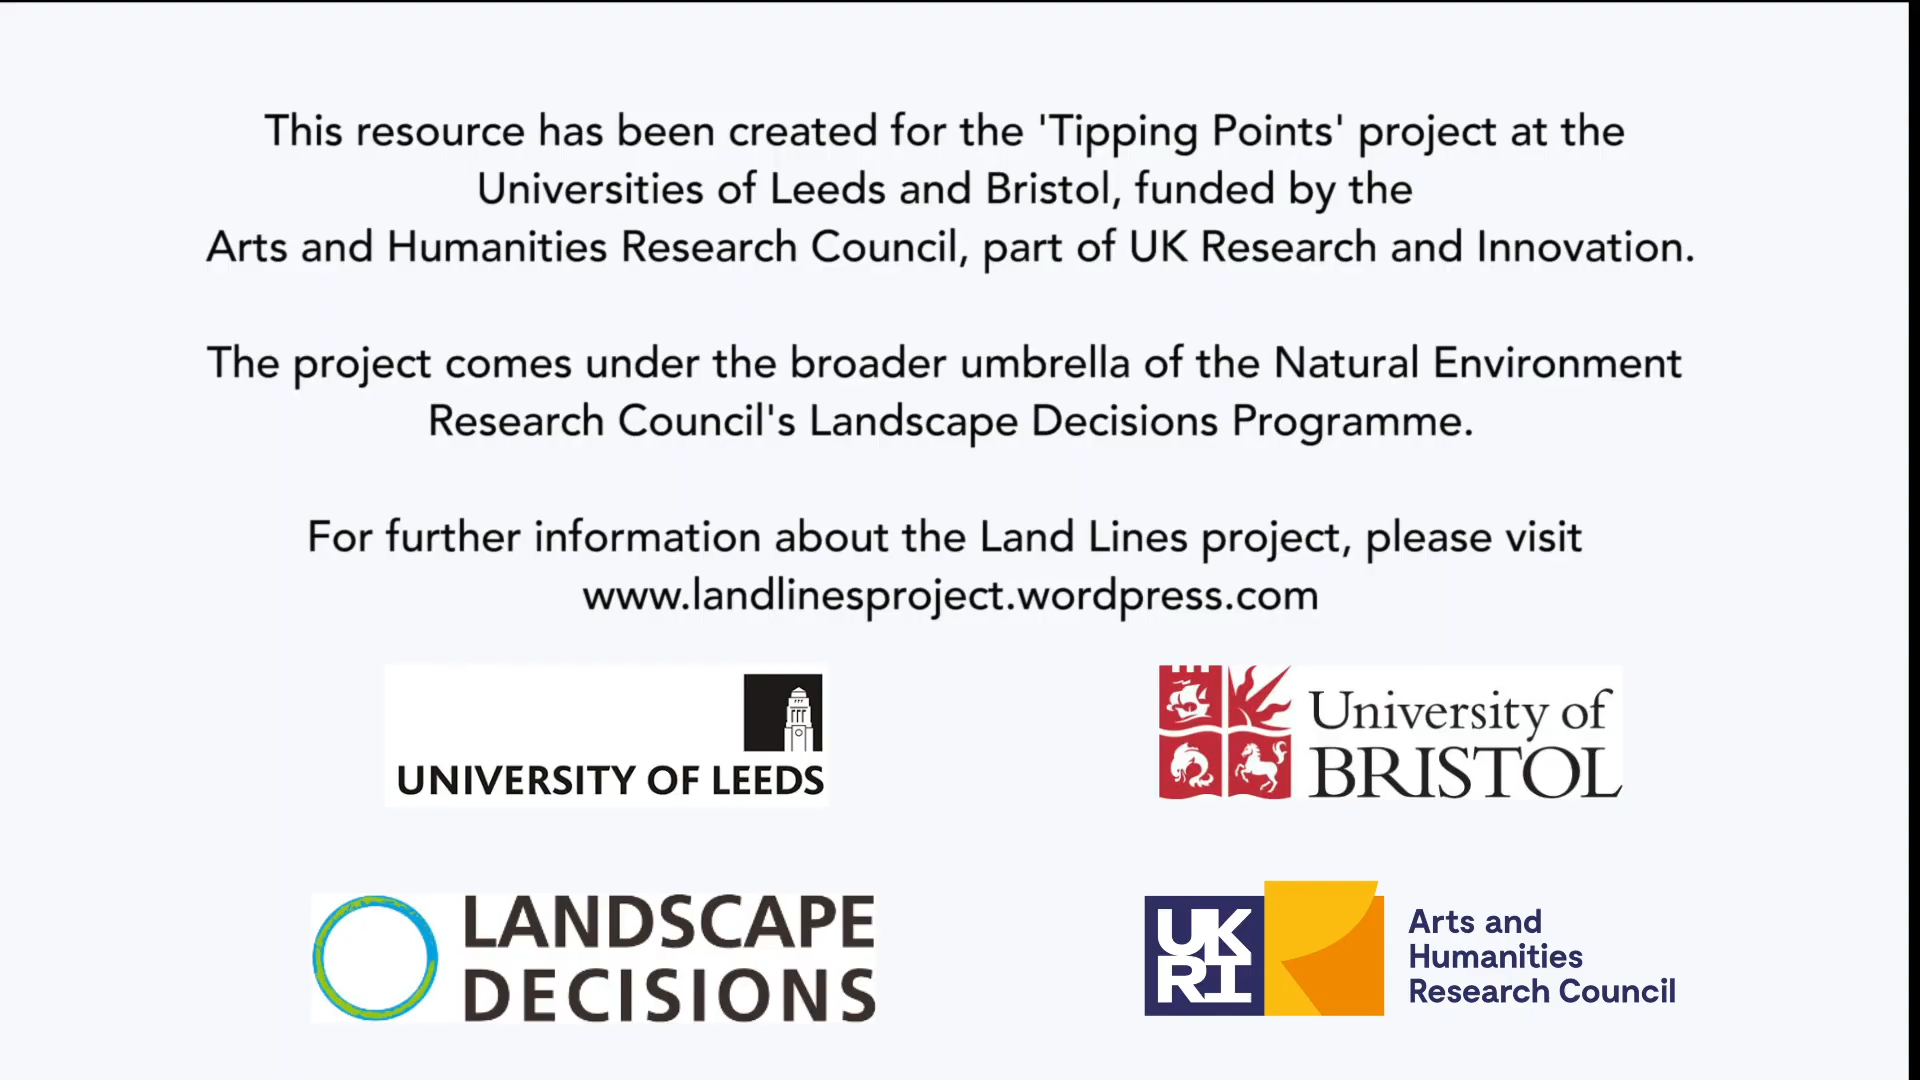 This resource has been created for the 'Tipping Points' project at the
Universities of Leeds and Bristol, funded by the
Arts and Humanities Research Council, part of UK Research and Innovation.
The project comes under the broader umbrella of the Natural Environment
Research Council's Landscape Decisions Programme.
For further information about the Land Lines project, please visit
www.landlinesproject.wordpress.com
UNIVERSITY OF LEEDS
University of
BRISTOL
LANDSCAPE
DECISIONS
UK
RI
Arts and
Humanities
Research Council